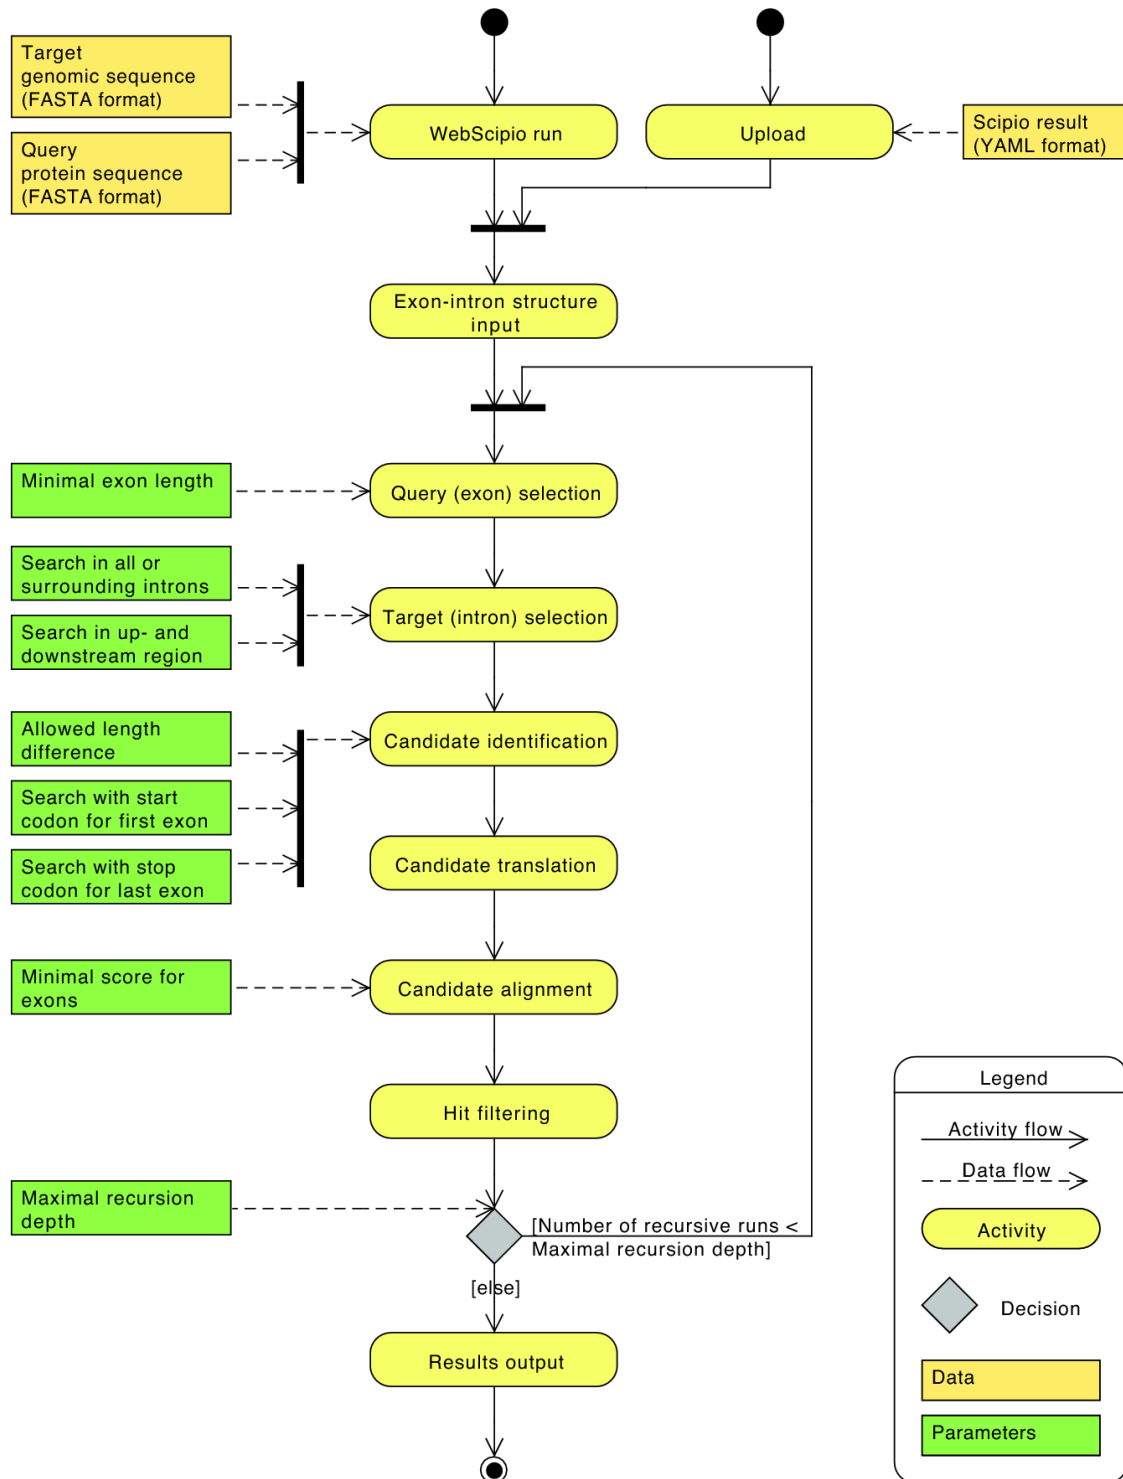 Target
genomic sequence
(FASTA format)
Query
protein sequence
(FASTA format)
WebScipio run
Upload
Scipio result
(YAML format)
Exon-intron structure
input
Minimal exon length
Query (exon) selection
Search in all or
surrounding introns
Search in up- and
downstream region
Target (intron) selection
Allowed length
difference
Search with start
codon for first exon
Search with stop
codon for last exon
Candidate identification
Candidate translation
Minimal score for
exons
Candidate alignment
Hit filtering
Maximal recursion
depth
[Number of recursive runs <
Maximal recursion depth]
[else]
Results output
Legend
Activity flow
Data flow
Activity
Decision
Data
Parameters